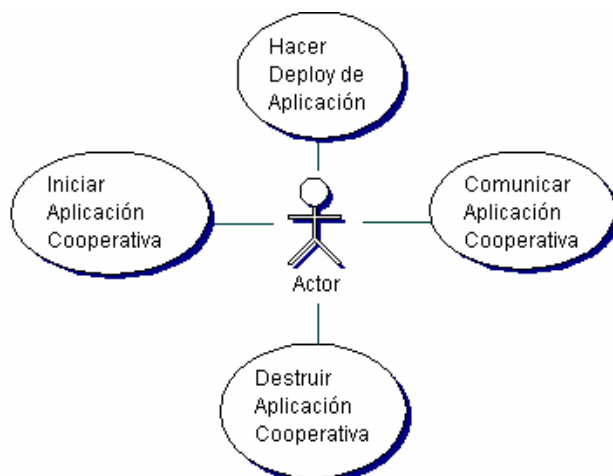 Hacer
Deploy de
Aplicación
Iniciar
Aplicación
Cooperativa
Comunicar
Aplicación
Cooperativa
Actor
Destruir
Aplicación
Cooperativa